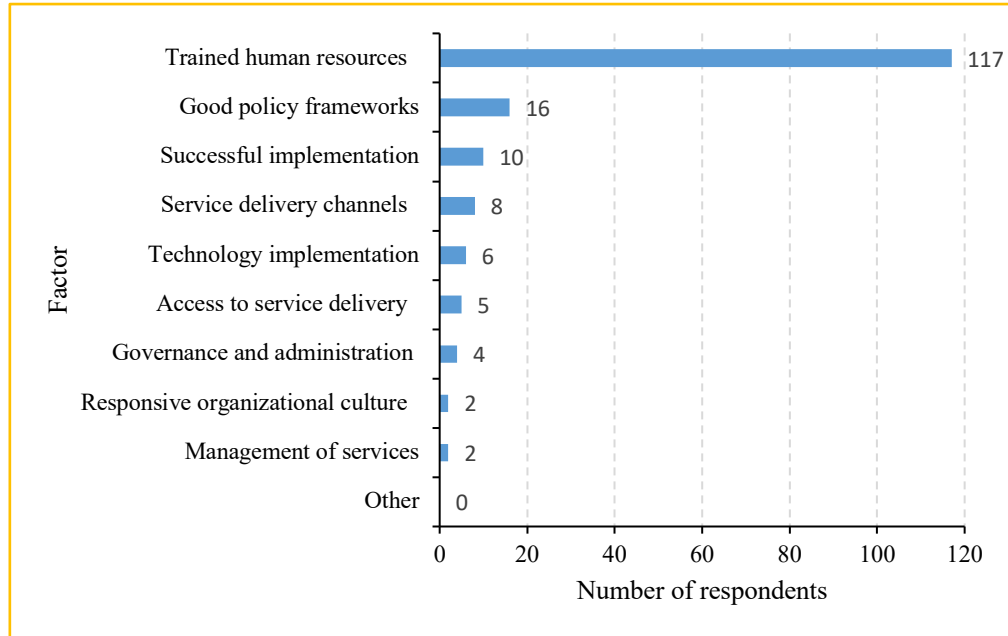 Trained human resources 117
Good policy frameworks 16
Successful implementation 10
Service delivery channels 8
Technology implementation 6
Access to service delivery 5
Governance and administration 4
Responsive organizational culture 2
Management of services 2
Other 0
Factor
0 20 40 60 80 100 120
Number of respondents